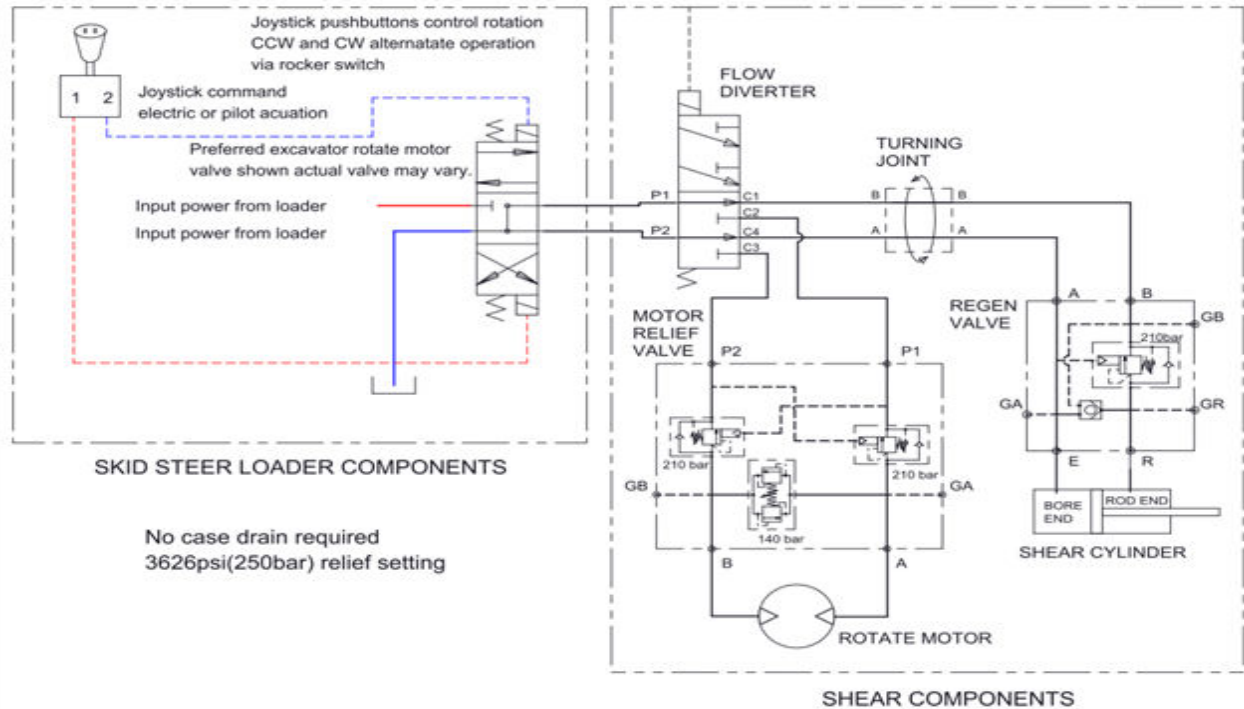 Joystick pushbuttons control rotation
CCW and CW alternatate operation
via rocker switch
1 2
Joystick command
electric or pilot acuation
Preferred excavator rotate motor
valve shown actual valve may vary.
Input power from loader
Input power from loader
SKID STEER LOADER COMPONENTS
No case drain required
3626psi(250bar) relief setting
FLOW
DIVERTER
P1
P2
C1
C2
C4
C3
TURNING
JOINT
B B
A A
MOTOR
RELIEF
VALVE
P2
P1
210 bar
210 bar
GB
GA
140 bar
B
A
ROTATE MOTOR
REGEN
VALVE
A
B
GB
210bar
GA
GR
E
R
BORE
END
ROD END
SHEAR CYLINDER
SHEAR COMPONENTS